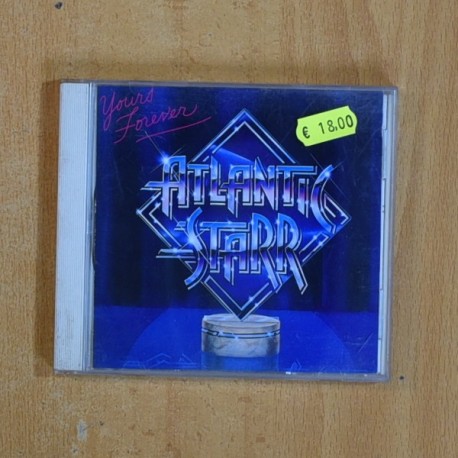 Yours
Forever
€ 18,00
ATLANTIC
STARR